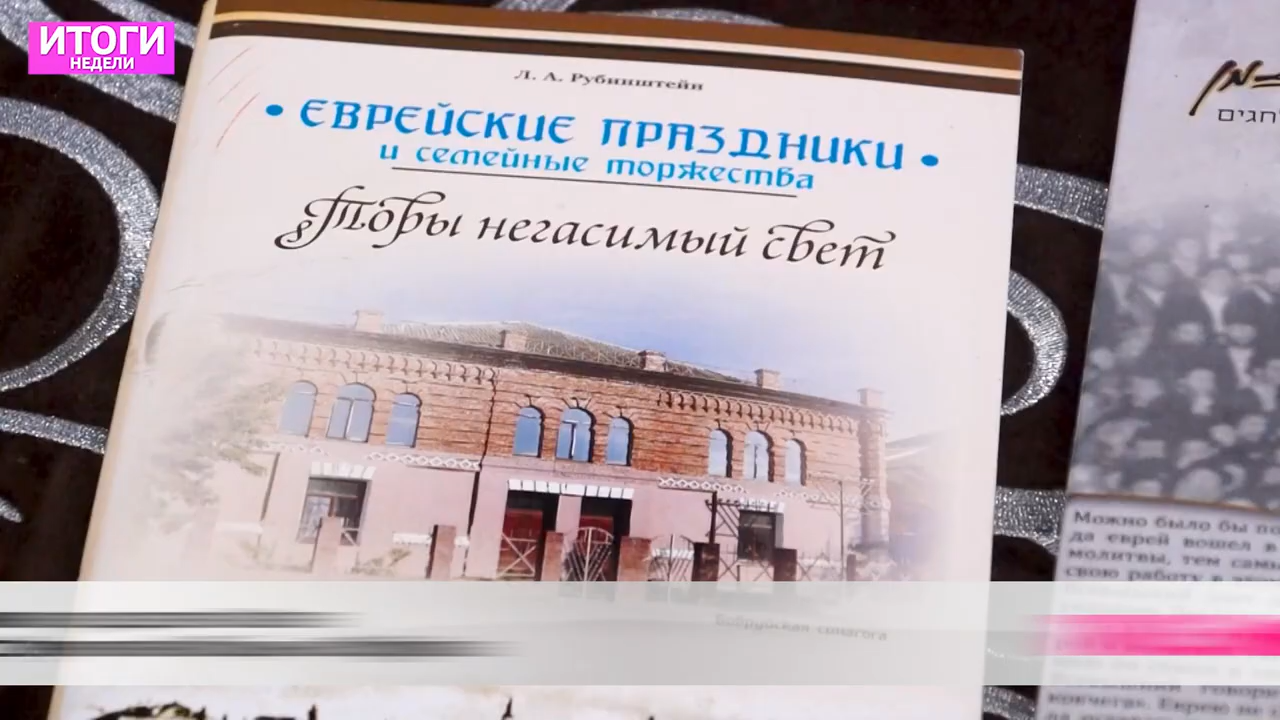 ИТОГИ
НЕДЕЛИ
Л. А. Рубинштейн
• ЕВРЕЙСКИЕ ПРАЗДНИКИ •
и семейные торжества
Торы негасимый свет
Бобруйская синагога
חגים
Можно было бы по
да еврей вошел в
молитвы, тем самы
свою работу в